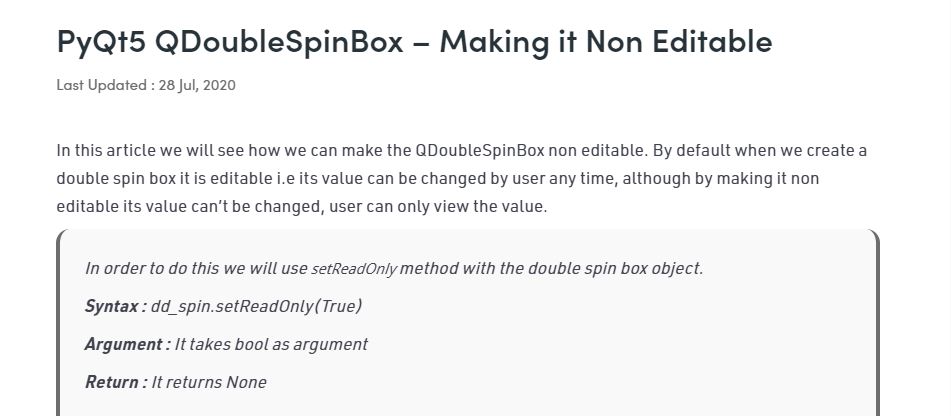 PyQt5 QDoubleSpinBox – Making it Non Editable
Last Updated : 28 Jul, 2020
In this article we will see how we can make the QDoubleSpinBox non editable. By default when we create a
double spin box it is editable i.e its value can be changed by user any time, although by making it non
editable its value can’t be changed, user can only view the value.
In order to do this we will use setReadOnly method with the double spin box object.
Syntax : dd_spin.setReadOnly(True)
Argument : It takes bool as argument
Return : It returns None